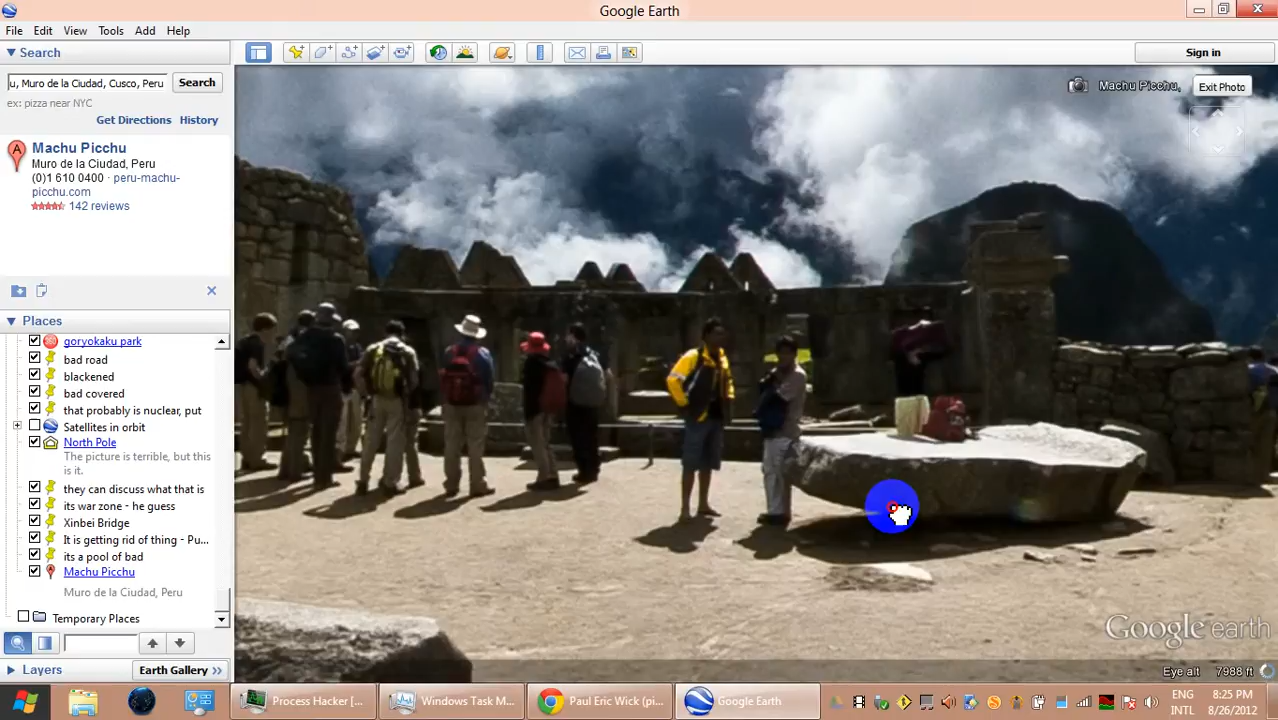 Google Earth
File Edit View Tools Add Help
Search
Sign in
u, Muro de la Ciudad, Cusco, Peru Search
ex: pizza near NYC
Get Directions History
Machu Picchu, Exit Photo
A
Machu Picchu
Muro de la Ciudad, Peru
(0)1 610 0400 · peru-machu-
picchu.com
142 reviews
Places
goryokaku park
bad road
blackened
bad covered
that probably is nuclear, put
Satellites in orbit
North Pole
The picture is terrible, but this
is it.
they can discuss what that is
its war zone - he guess
Xinbei Bridge
It is getting rid of thing - Pu...
its a pool of bad
Machu Picchu
Muro de la Ciudad, Peru
Temporary Places
Google earth
Layers Earth Gallery >>
Eye alt 7988 ft
Process Hacker [...
Windows Task M...
Paul Eric Wick (pi...
Google Earth
ENG
INTL
8:25 PM
8/26/2012